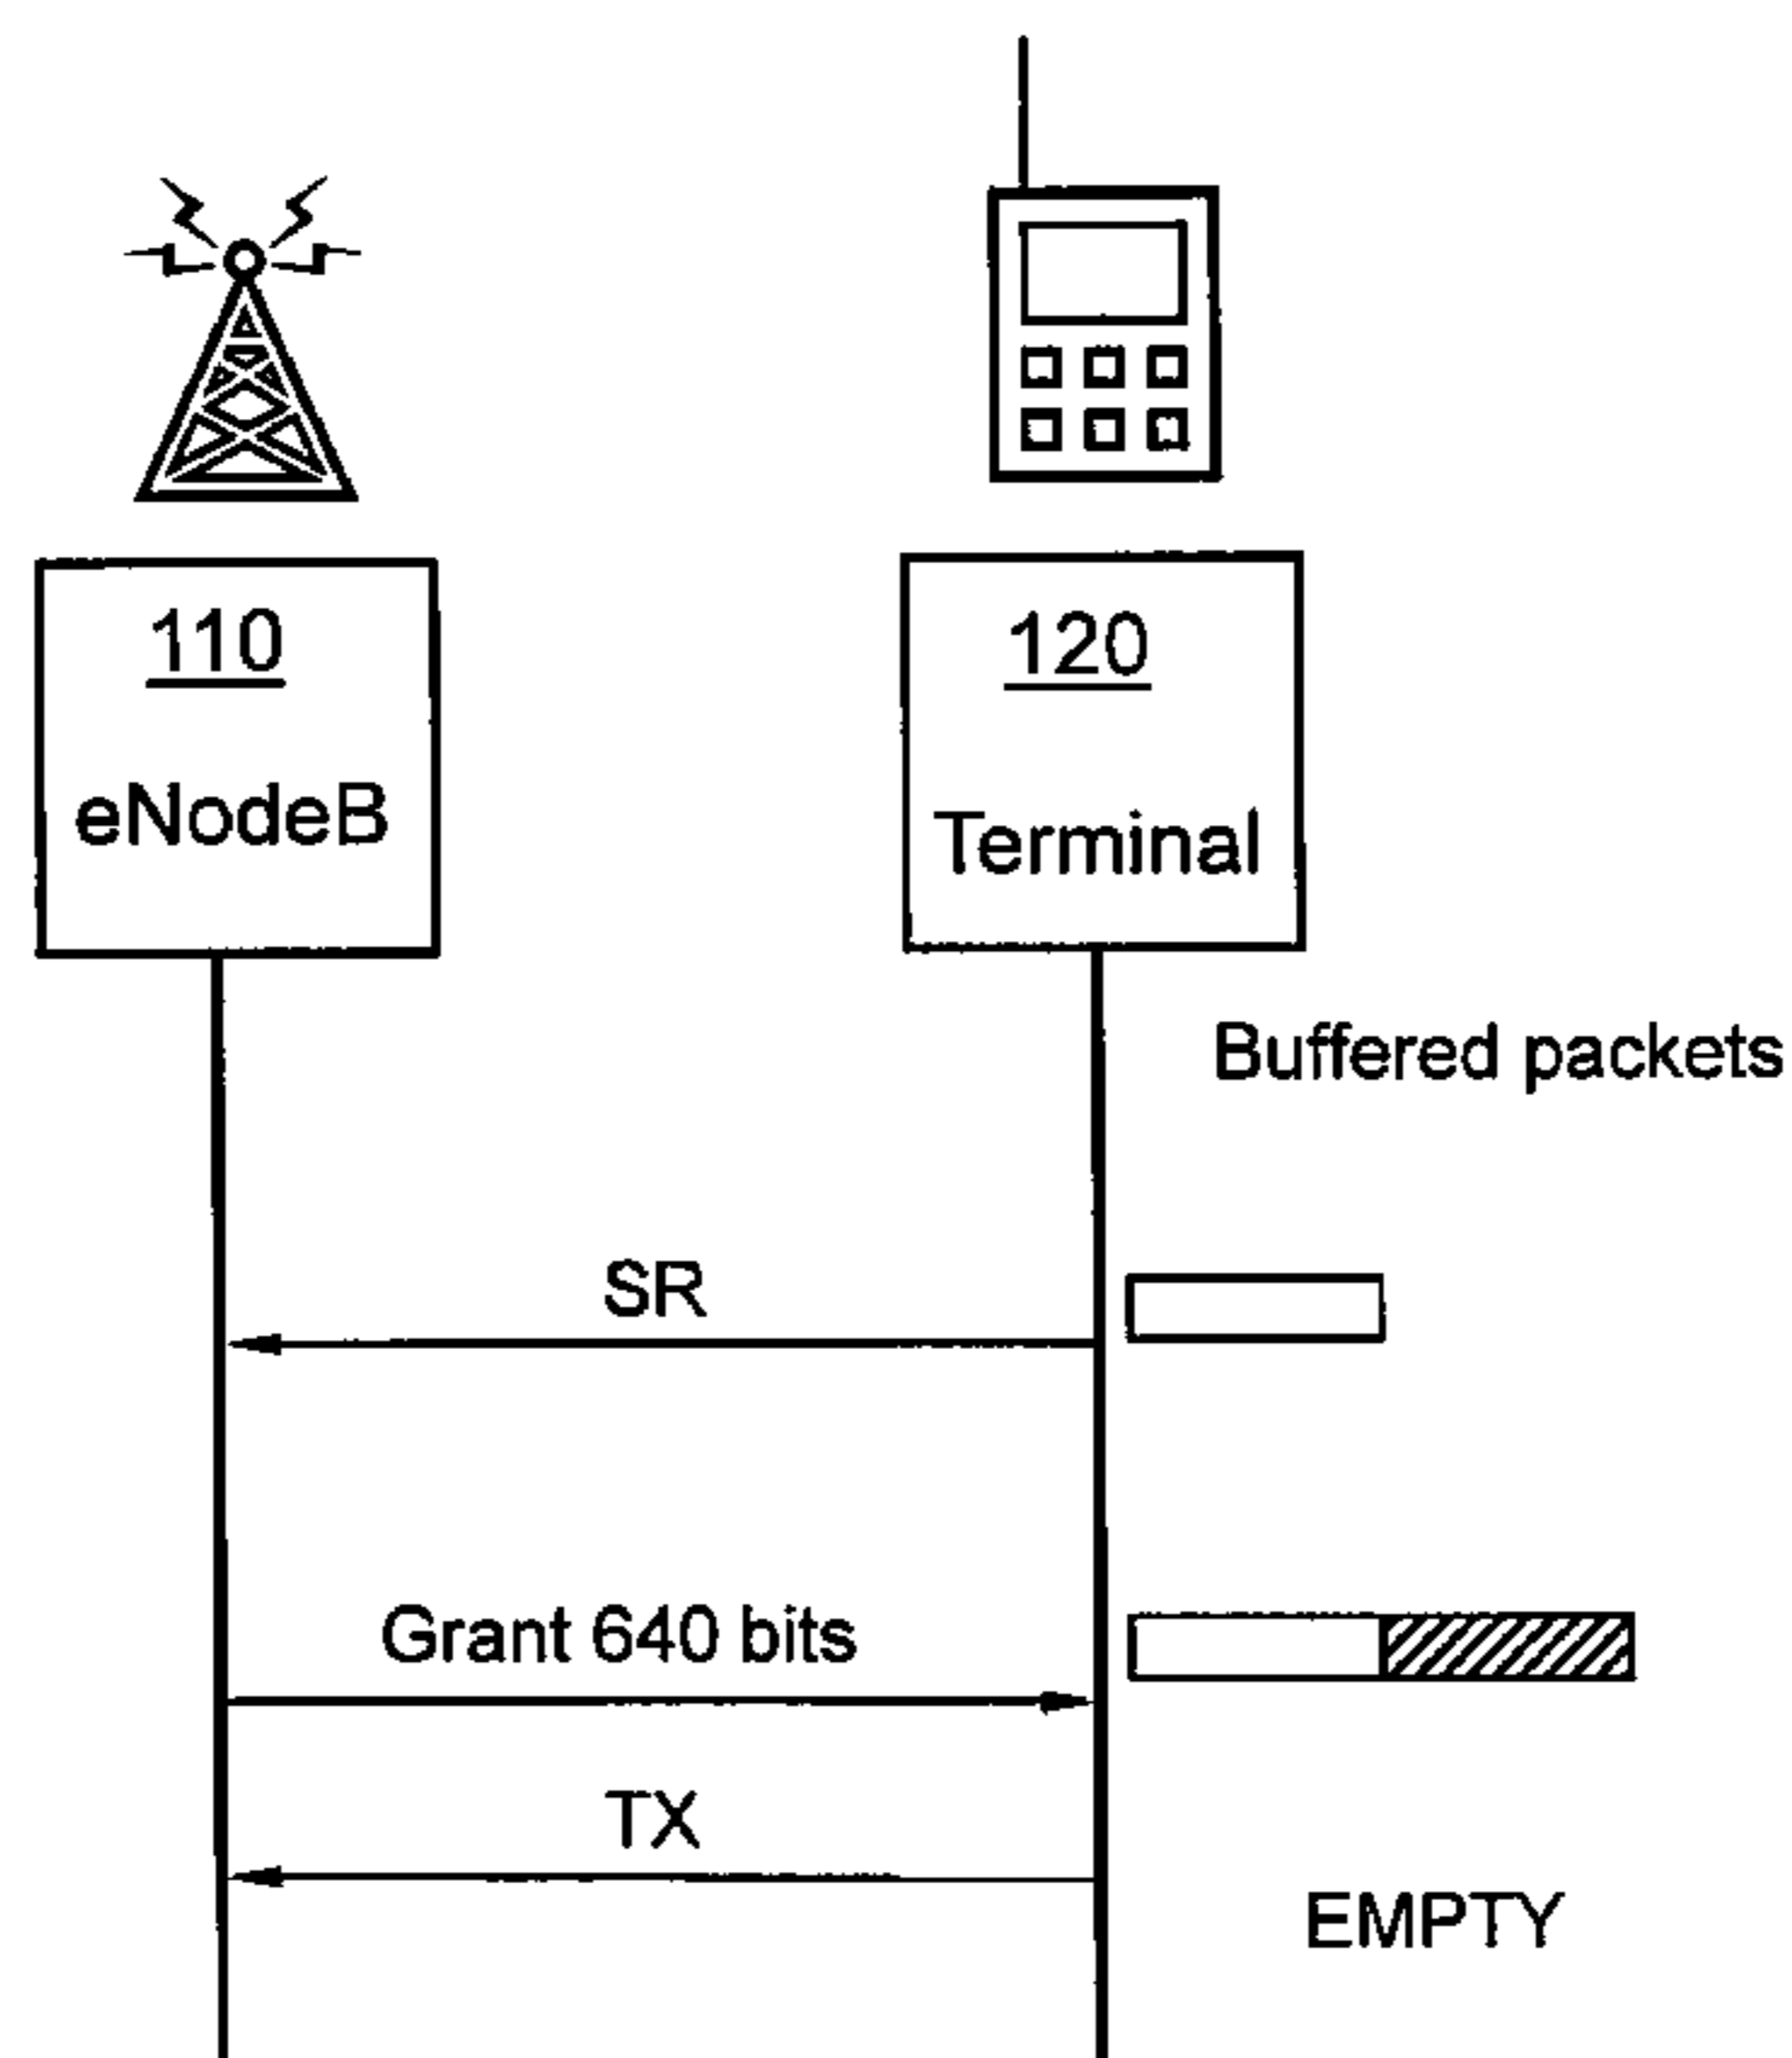 110
eNodeB
120
Terminal
Buffered packets
SR
Grant 640 bits
TX
EMPTY